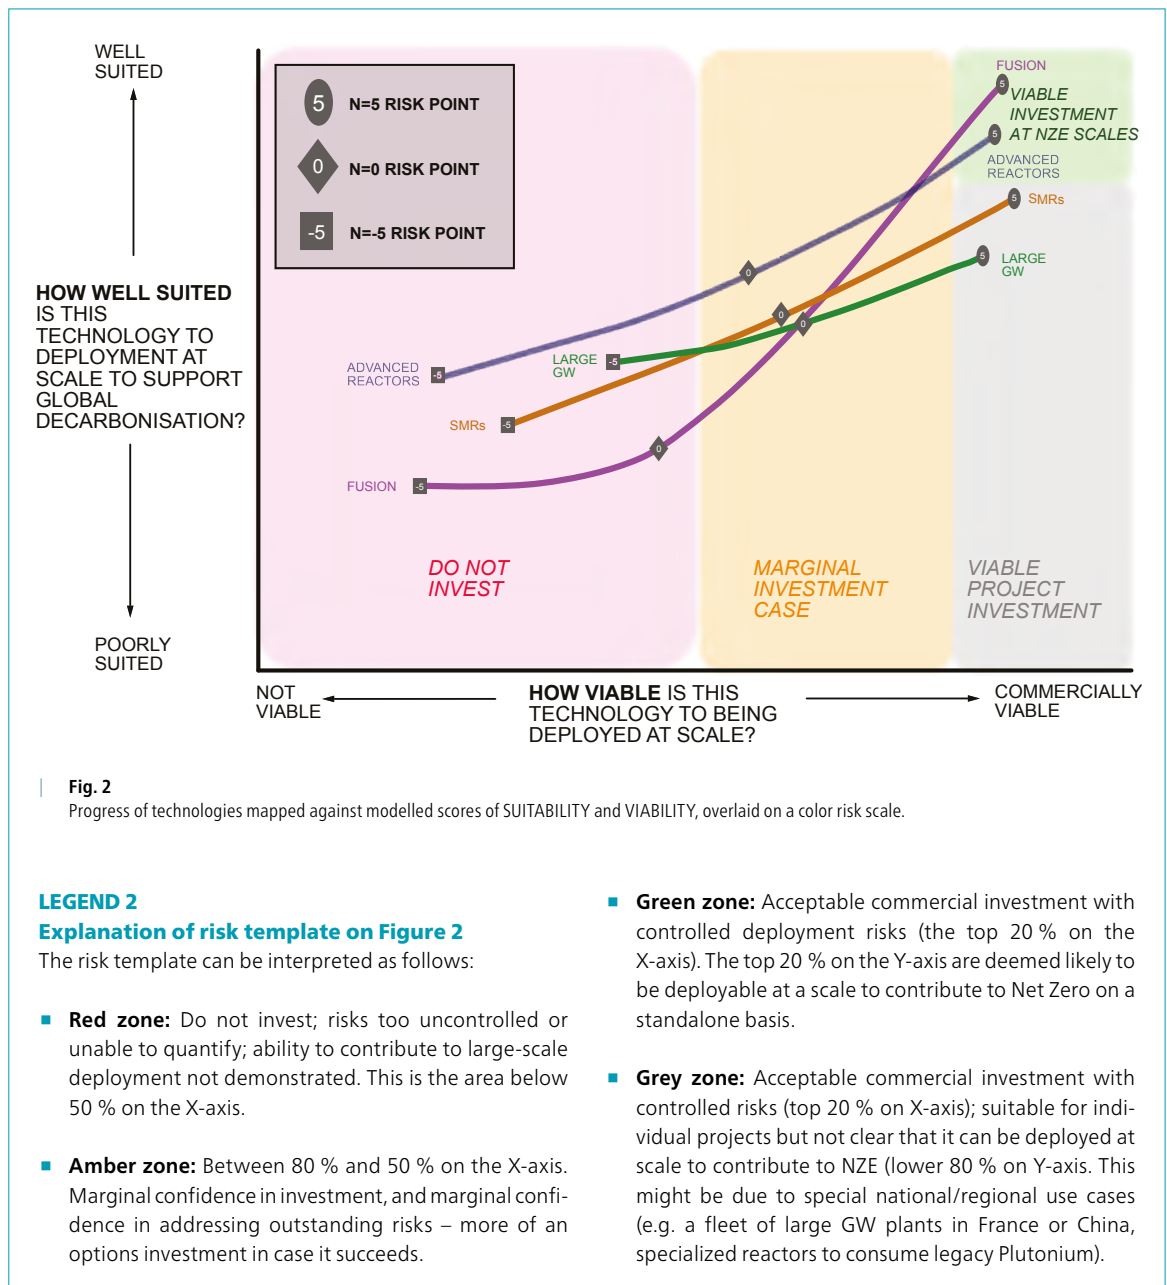 WELL
SUITED
5 N=5 RISK POINT
0 N=0 RISK POINT
-5 N=-5 RISK POINT
FUSION
5
VIABLE
INVESTMENT
AT NZE SCALES
5
ADVANCED
REACTORS
5 SMRs
5 LARGE
GW
HOW WELL SUITED
IS THIS
TECHNOLOGY TO
DEPLOYMENT AT
SCALE TO SUPPORT
GLOBAL
DECARBONISATION?
0
0
0
0
ADVANCED
REACTORS
-5
LARGE
GW
-5
SMRs -5
FUSION -5
DO NOT
INVEST
MARGINAL
INVESTMENT
CASE
VIABLE
PROJECT
INVESTMENT
POORLY
SUITED
NOT
VIABLE
HOW VIABLE IS THIS
TECHNOLOGY TO BEING
DEPLOYED AT SCALE?
COMMERCIALLY
VIABLE
Fig. 2
Progress of technologies mapped against modelled scores of SUITABILITY and VIABILITY, overlaid on a color risk scale.
LEGEND 2
Explanation of risk template on Figure 2
The risk template can be interpreted as follows:
■ Red zone: Do not invest; risks too uncontrolled or
unable to quantify; ability to contribute to large-scale
deployment not demonstrated. This is the area below
50 % on the X-axis.
■ Amber zone: Between 80 % and 50 % on the X-axis.
Marginal confidence in investment, and marginal confi-
dence in addressing outstanding risks – more of an
options investment in case it succeeds.
■ Green zone: Acceptable commercial investment with
controlled deployment risks (the top 20 % on the
X-axis). The top 20 % on the Y-axis are deemed likely to
be deployable at a scale to contribute to Net Zero on a
standalone basis.
■ Grey zone: Acceptable commercial investment with
controlled risks (top 20 % on X-axis); suitable for indi-
vidual projects but not clear that it can be deployed at
scale to contribute to NZE (lower 80 % on Y-axis. This
might be due to special national/regional use cases
(e.g. a fleet of large GW plants in France or China,
specialized reactors to consume legacy Plutonium).